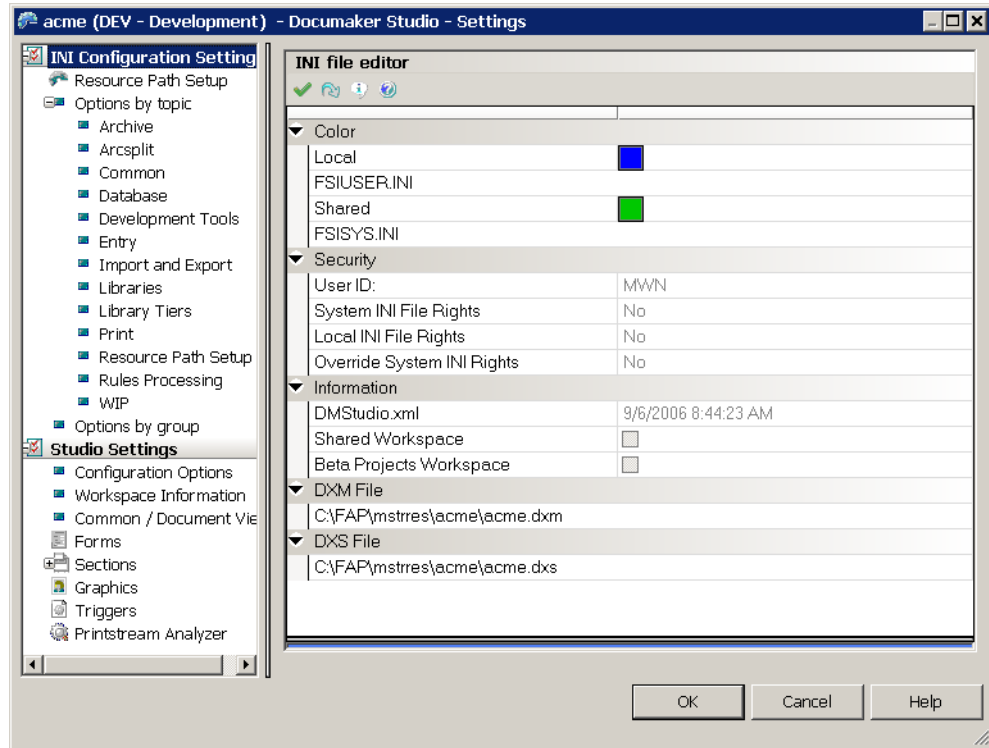 acme (DEV - Development) - Documaker Studio - Settings
INI Configuration Setting
Resource Path Setup
Options by topic
Archive
Arcsplit
Common
Database
Development Tools
Entry
Import and Export
Libraries
Library Tiers
Print
Resource Path Setup
Rules Processing
WIP
Options by group
Studio Settings
Configuration Options
Workspace Information
Common / Document Vie
Forms
Sections
Graphics
Triggers
Printstream Analyzer
INI file editor
Color
Local
FSIUSER.INI
Shared
FSISYS.INI
Security
User ID: MWN
System INI File Rights No
Local INI File Rights No
Override System INI Rights No
Information
DMStudio.xml 9/6/2006 8:44:23 AM
Shared Workspace
Beta Projects Workspace
DXM File
C:\FAP\mstrres\acme\acme.dxm
DXS File
C:\FAP\mstrres\acme\acme.dxs
OK Cancel Help